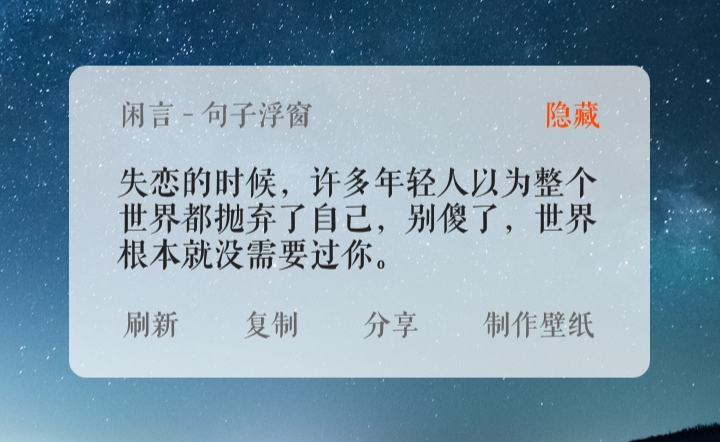 闲言 - 句子浮窗 隐藏
失恋的时候，许多年轻人以为整个
世界都抛弃了自己，别傻了，世界
根本就没需要过你。
刷新 复制 分享 制作壁纸